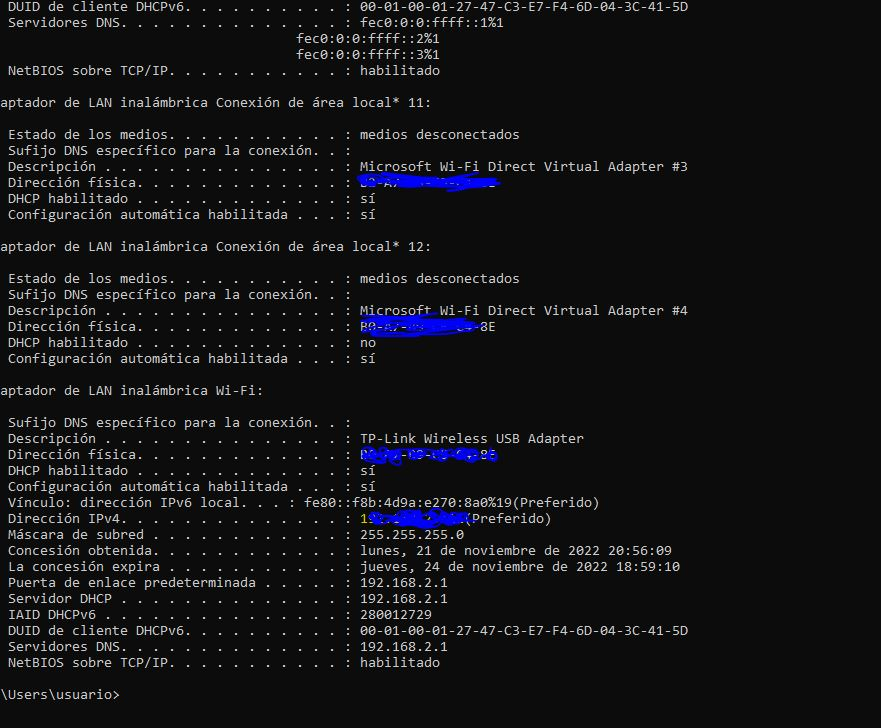 DUID de cliente DHCPv6. . . . . . . . . . : 00-01-00-01-27-47-C3-E7-F4-6D-04-3C-41-5D
Servidores DNS. . . . . . . . . . . . . . : fec0:0:0:ffff::1%1
fec0:0:0:ffff::2%1
fec0:0:0:ffff::3%1
NetBIOS sobre TCP/IP. . . . . . . . . . . : habilitado
aptador de LAN inalámbrica Conexión de área local* 11:
Estado de los medios. . . . . . . . . . . : medios desconectados
Sufijo DNS específico para la conexión. . :
Descripción . . . . . . . . . . . . . . . : Microsoft Wi-Fi Direct Virtual Adapter #3
Dirección física. . . . . . . . . . . . . :
DHCP habilitado . . . . . . . . . . . . . : sí
Configuración automática habilitada . . . : sí
aptador de LAN inalámbrica Conexión de área local* 12:
Estado de los medios. . . . . . . . . . . : medios desconectados
Sufijo DNS específico para la conexión. . :
Descripción . . . . . . . . . . . . . . . : Microsoft Wi-Fi Direct Virtual Adapter #4
Dirección física. . . . . . . . . . . . . :
DHCP habilitado . . . . . . . . . . . . . : no
Configuración automática habilitada . . . : sí
aptador de LAN inalámbrica Wi-Fi:
Sufijo DNS específico para la conexión. . :
Descripción . . . . . . . . . . . . . . . : TP-Link Wireless USB Adapter
Dirección física. . . . . . . . . . . . . :
DHCP habilitado . . . . . . . . . . . . . : sí
Configuración automática habilitada . . . : sí
Vínculo: dirección IPv6 local. . . : fe80::f8b:4d9a:e270:8a0%19(Preferido)
Dirección IPv4. . . . . . . . . . . . . . : (Preferido)
Máscara de subred . . . . . . . . . . . . : 255.255.255.0
Concesión obtenida. . . . . . . . . . . . : lunes, 21 de noviembre de 2022 20:56:09
La concesión expira . . . . . . . . . . . : jueves, 24 de noviembre de 2022 18:59:10
Puerta de enlace predeterminada . . . . . : 192.168.2.1
Servidor DHCP . . . . . . . . . . . . . . : 192.168.2.1
IAID DHCPv6 . . . . . . . . . . . . . . . : 280012729
DUID de cliente DHCPv6. . . . . . . . . . : 00-01-00-01-27-47-C3-E7-F4-6D-04-3C-41-5D
Servidores DNS. . . . . . . . . . . . . . : 192.168.2.1
NetBIOS sobre TCP/IP. . . . . . . . . . . : habilitado
\Users\usuario>